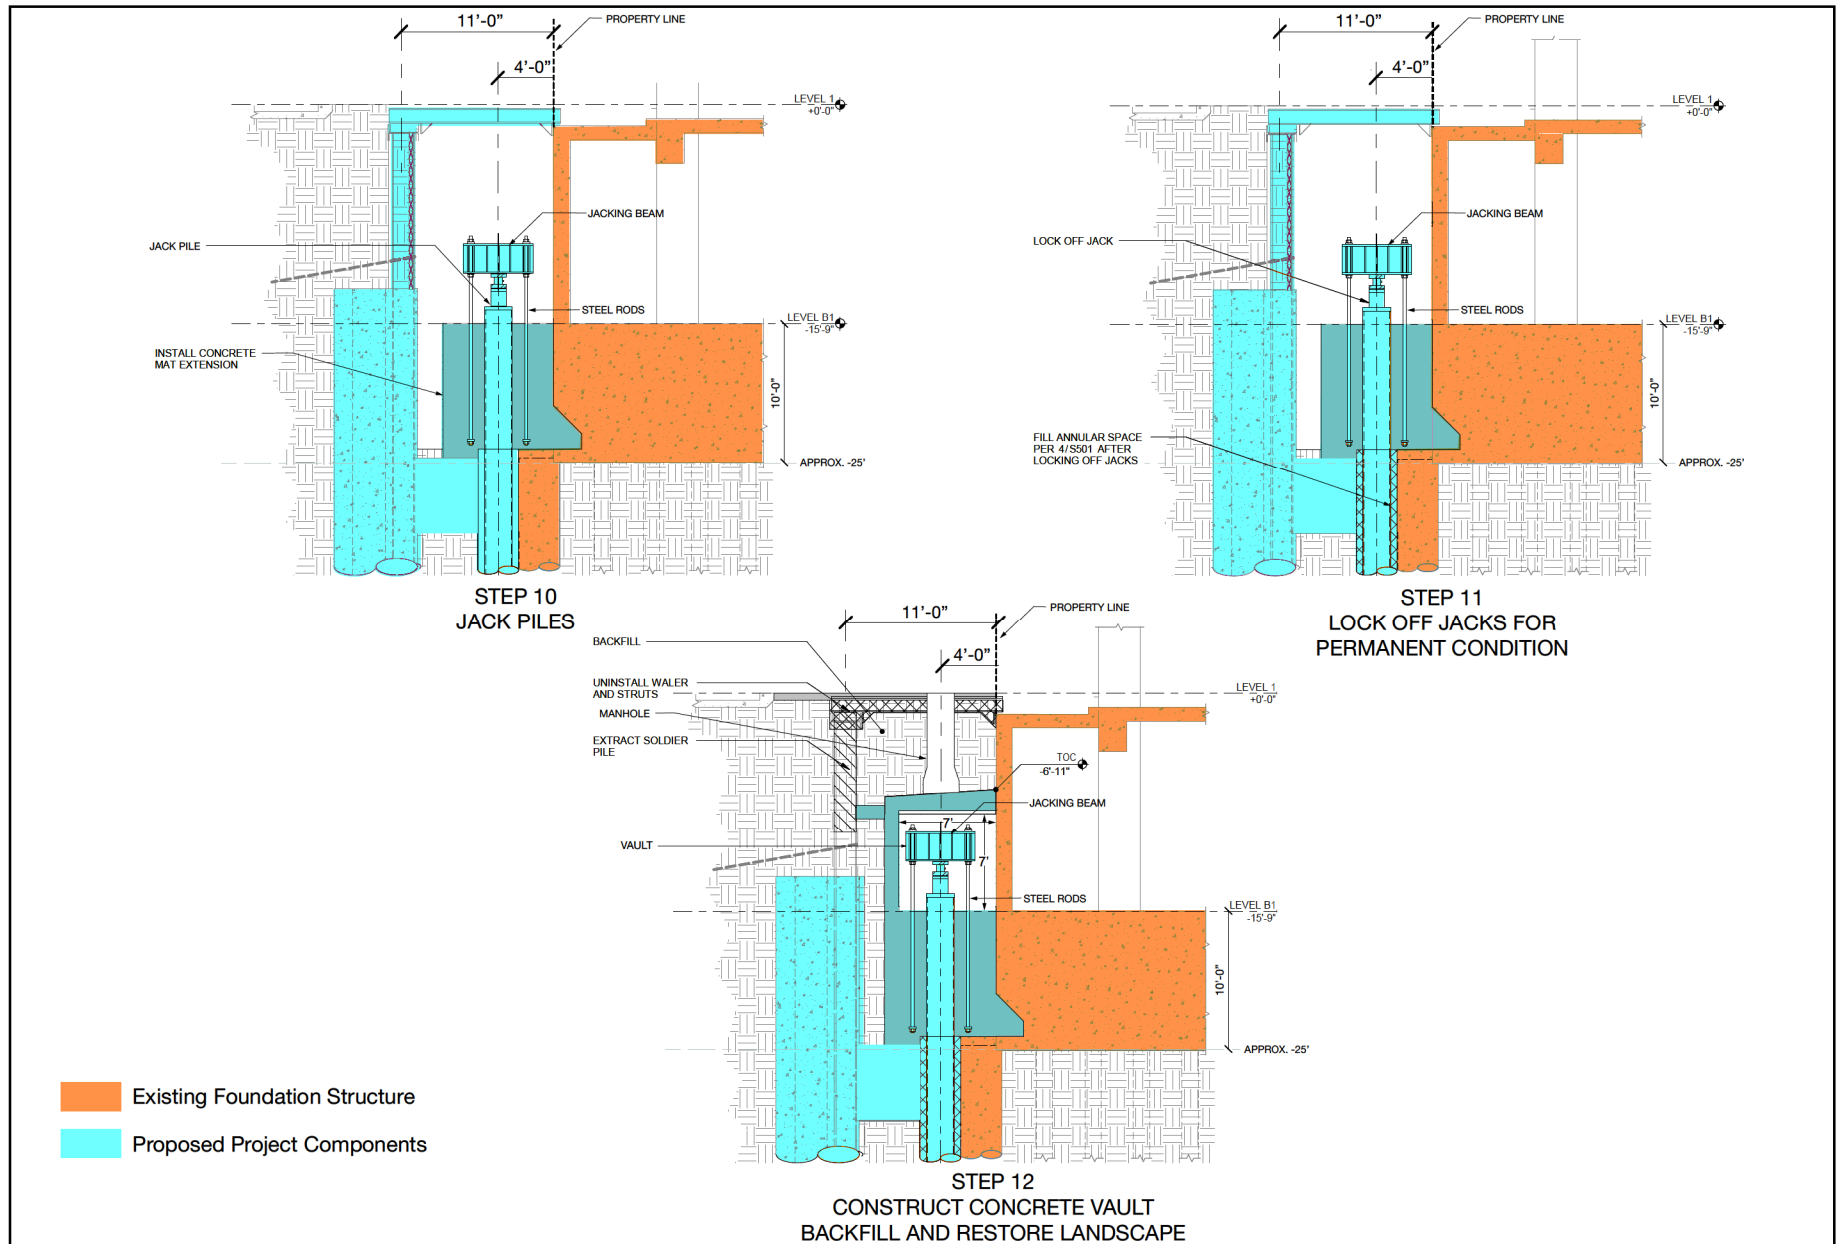 11'-0"
PROPERTY LINE
4'-0"
LEVEL 1
+0'-0"
JACKING BEAM
JACK PILE
STEEL RODS
LEVEL B1
-15'-9"
INSTALL CONCRETE
MAT EXTENSION
10'-0"
APPROX. -25'
STEP 10
JACK PILES
11'-0"
PROPERTY LINE
4'-0"
LEVEL 1
+0'-0"
JACKING BEAM
LOCK OFF JACK
STEEL RODS
LEVEL B1
-15'-9"
10'-0"
FILL ANNULAR SPACE
PER 4/S501 AFTER
LOCKING OFF JACKS
APPROX. -25'
STEP 11
LOCK OFF JACKS FOR
PERMANENT CONDITION
11'-0"
PROPERTY LINE
BACKFILL
4'-0"
UNINSTALL WALER
AND STRUTS
LEVEL 1
+0'-0"
MANHOLE
EXTRACT SOLDIER
PILE
TOC
-6'-11"
JACKING BEAM
7'
VAULT
7'
STEEL RODS
LEVEL B1
-15'-9"
10'-0"
APPROX. -25'
STEP 12
CONSTRUCT CONCRETE VAULT
BACKFILL AND RESTORE LANDSCAPE
Existing Foundation Structure
Proposed Project Components